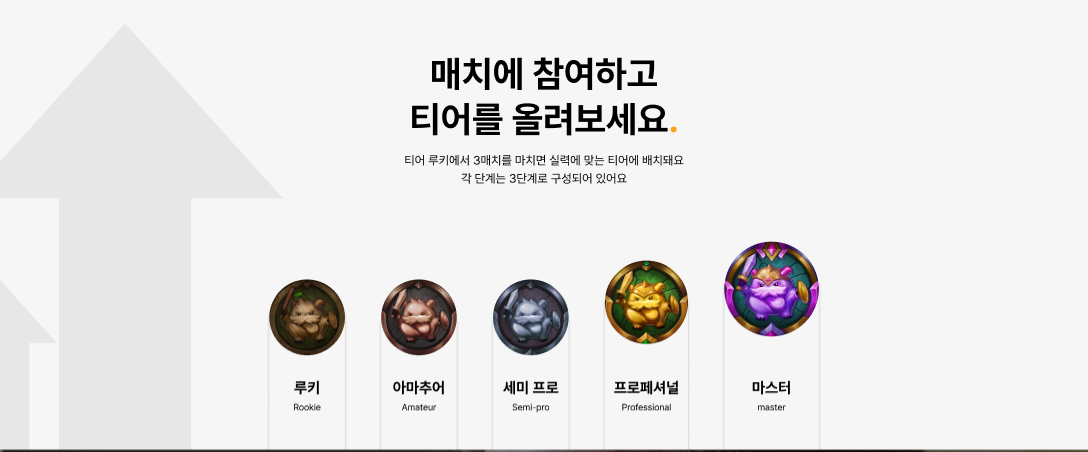 매치에 참여하고
티어를 올려보세요.
티어 루키에서 3매치를 마치면 실력에 맞는 티어에 배치돼요
각 단계는 3단계로 구성되어 있어요
루키
Rookie
아마추어
Amateur
세미 프로
Semi-pro
프로페셔널
Professional
마스터
master